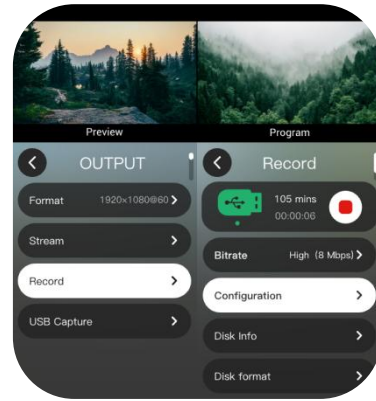 Preview
Program
OUTPUT
Format 1920×1080@60
Stream
Record
USB Capture
Record
105 mins
00:00:06
Bitrate High (8 Mbps)
Configuration
Disk Info
Disk format